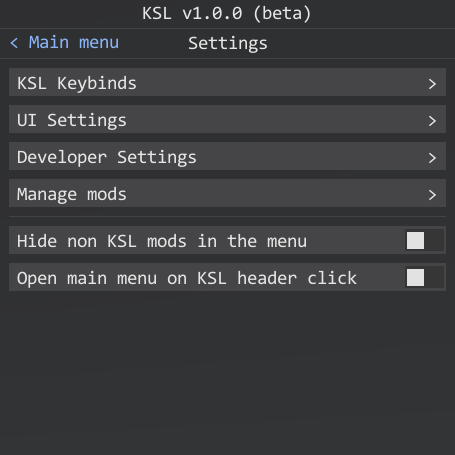 KSL v1.0.0 (beta)
< Main menu Settings
KSL Keybinds >
UI Settings >
Developer Settings >
Manage mods >
Hide non KSL mods in the menu
Open main menu on KSL header click